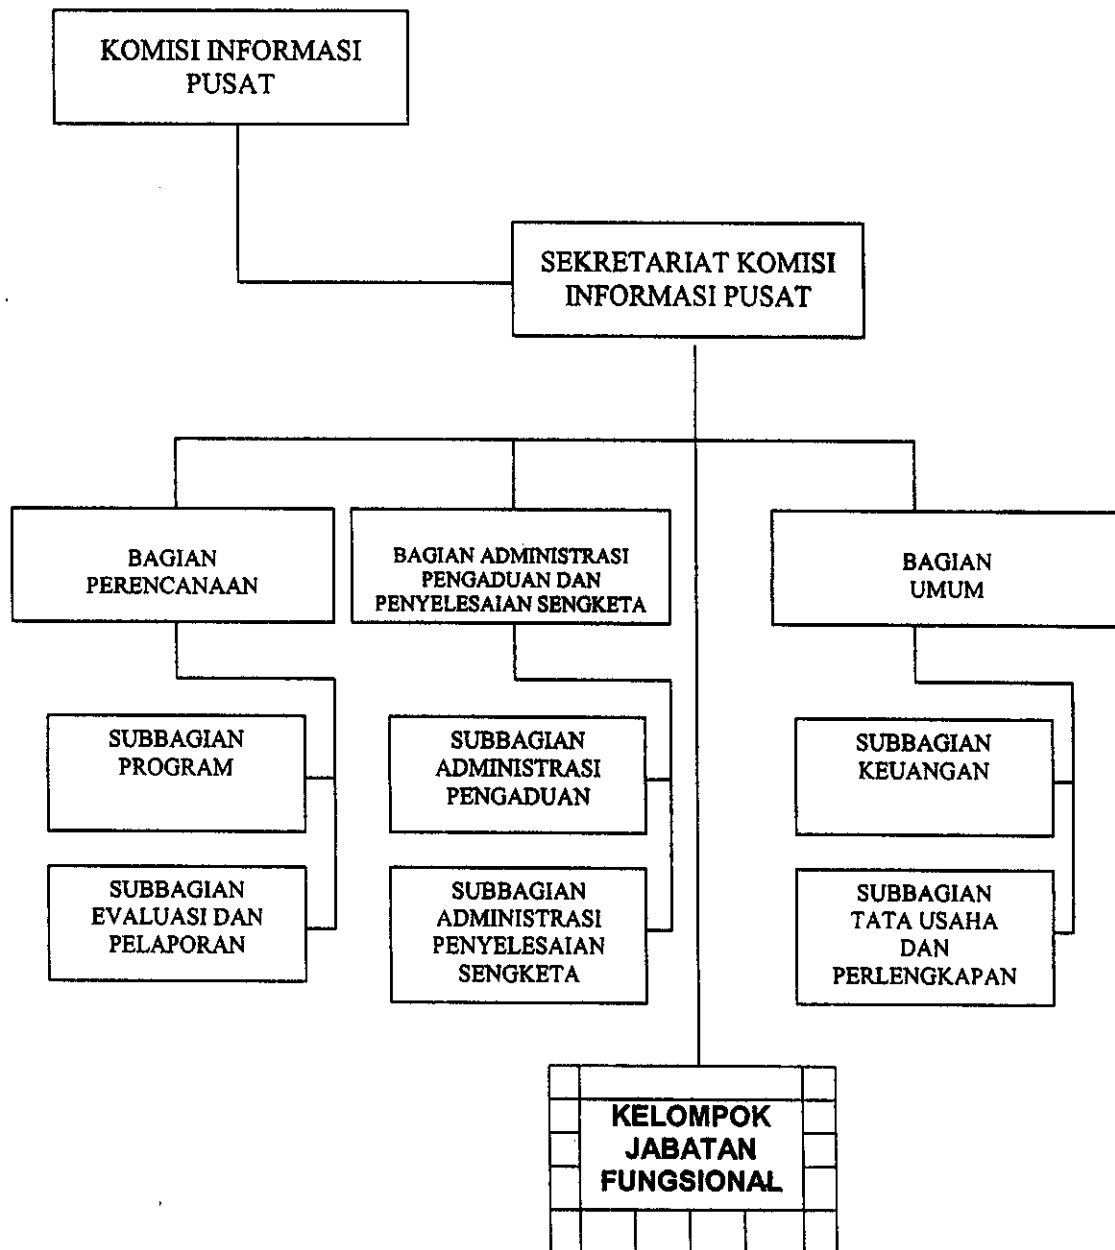 KOMISI INFORMASI
PUSAT
SEKRETARIAT KOMISI
INFORMASI PUSAT
BAGIAN
PERENCANAAN
BAGIAN ADMINISTRASI
PENGADUAN DAN
PENYELESAIAN SENGKETA
BAGIAN
UMUM
SUBBAGIAN
PROGRAM
SUBBAGIAN
ADMINISTRASI
PENGADUAN
SUBBAGIAN
KEUANGAN
SUBBAGIAN
EVALUASI DAN
PELAPORAN
SUBBAGIAN
ADMINISTRASI
PENYELESAIAN
SENGKETA
SUBBAGIAN
TATA USAHA
DAN
PERLENGKAPAN
KELOMPOK
JABATAN
FUNGSIONAL